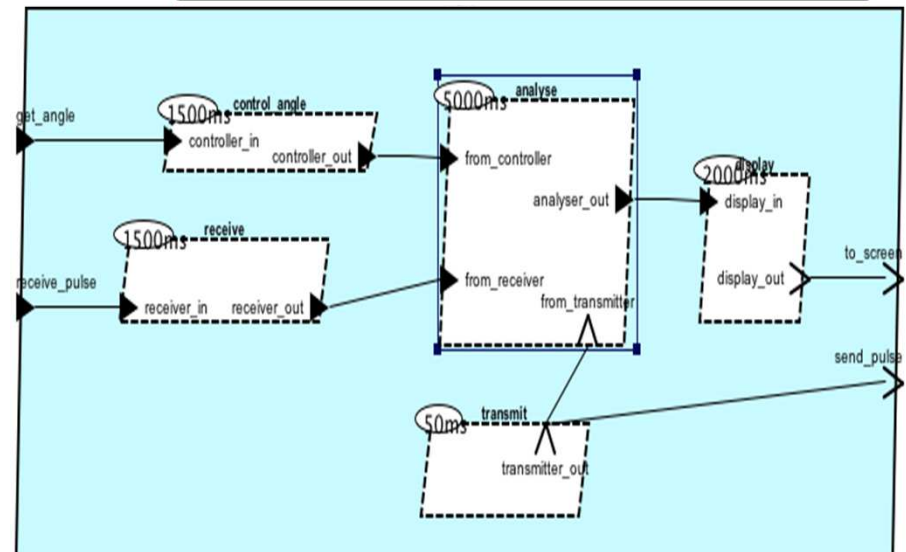 get_angle
1500ms
control_angle
controller_in
controller_out
5000ms
analyse
from_controller
analyser_out
from_receiver
from_transmitter
2000ms
display
display_in
display_out
to_screen
receive_pulse
1500ms
receive
receiver_in
receiver_out
send_pulse
50ms
transmit
transmitter_out